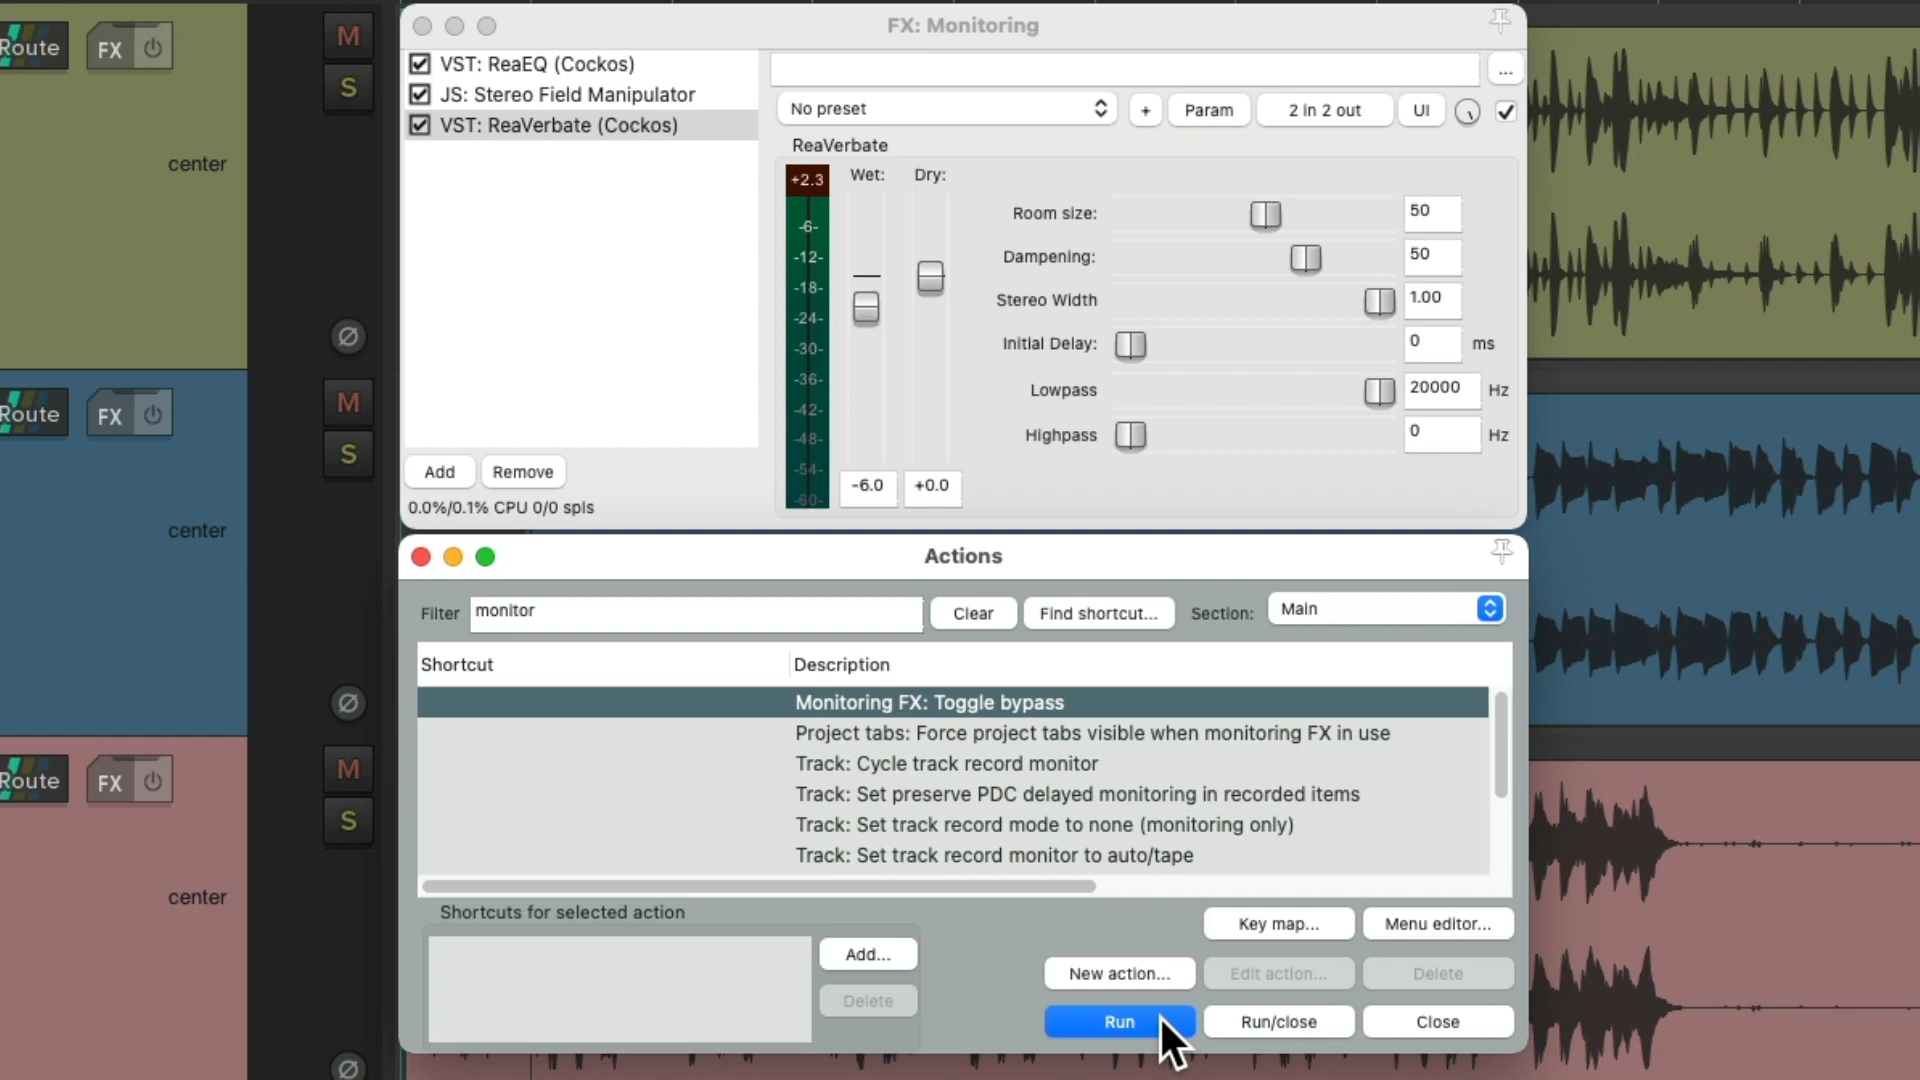 Route
FX
M
S
center
Route
FX
M
S
center
Route
FX
M
S
center
FX: Monitoring
VST: ReaEQ (Cockos)
JS: Stereo Field Manipulator
VST: ReaVerbate (Cockos)
Add
Remove
0.0%/0.1% CPU 0/0 spls
...
No preset
+
Param
2 in 2 out
UI
ReaVerbate
+2.3
-6-
-12-
-18-
-24-
-30-
-36-
-42-
-48-
-54-
-60-
Wet:
Dry:
-6.0
+0.0
Room size:
50
Dampening:
50
Stereo Width
1.00
Initial Delay:
0
ms
Lowpass
20000
Hz
Highpass
0
Hz
Actions
Filter
monitor
Clear
Find shortcut...
Section:
Main
Shortcut
Description
Monitoring FX: Toggle bypass
Project tabs: Force project tabs visible when monitoring FX in use
Track: Cycle track record monitor
Track: Set preserve PDC delayed monitoring in recorded items
Track: Set track record mode to none (monitoring only)
Track: Set track record monitor to auto/tape
Shortcuts for selected action
Add...
Delete
Key map...
Menu editor...
New action...
Edit action...
Delete
Run
Run/close
Close